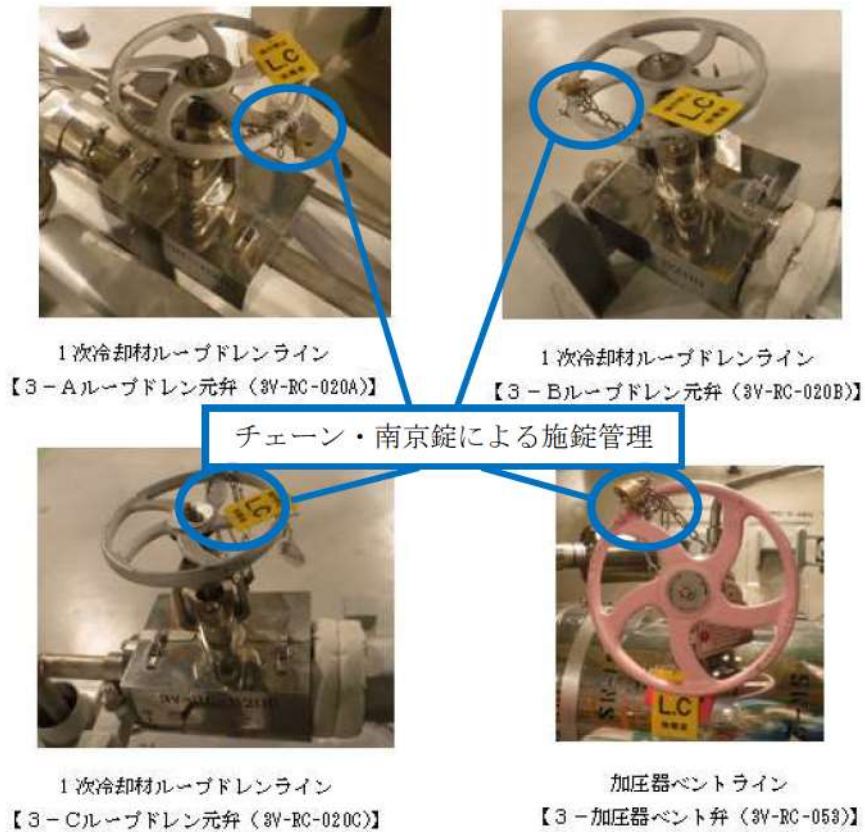 L.C
L.C
1次冷却材ループドレンライン
【3-Aループドレン元弁（3V-RC-020A）】
1次冷却材ループドレンライン
【3-Bループドレン元弁（3V-RC-020B）】
チェーン・南京錠による施錠管理
LC
L.C
1次冷却材ループドレンライン
【3-Cループドレン元弁（3V-RC-020C）】
加圧器ベントライン
【3-加圧器ベント弁（3V-RC-053）】